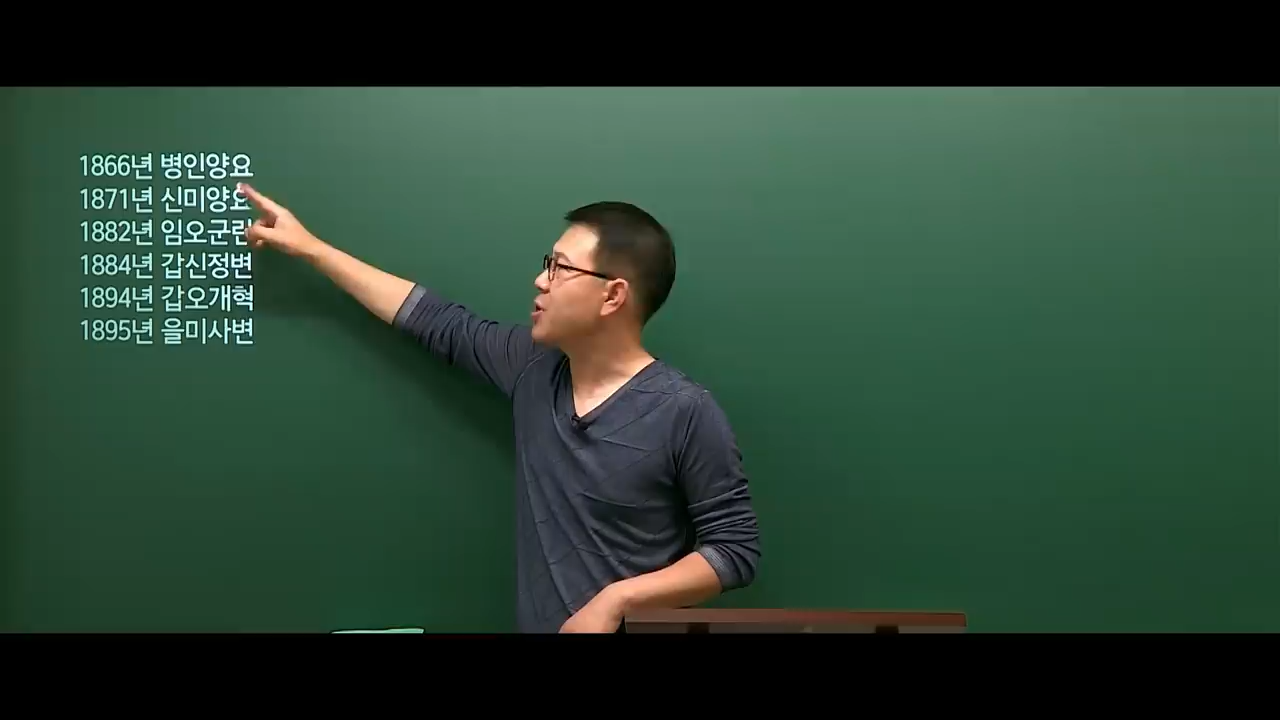 1866년 병인양요
1871년 신미양요
1882년 임오군란
1884년 갑신정변
1894년 갑오개혁
1895년 을미사변